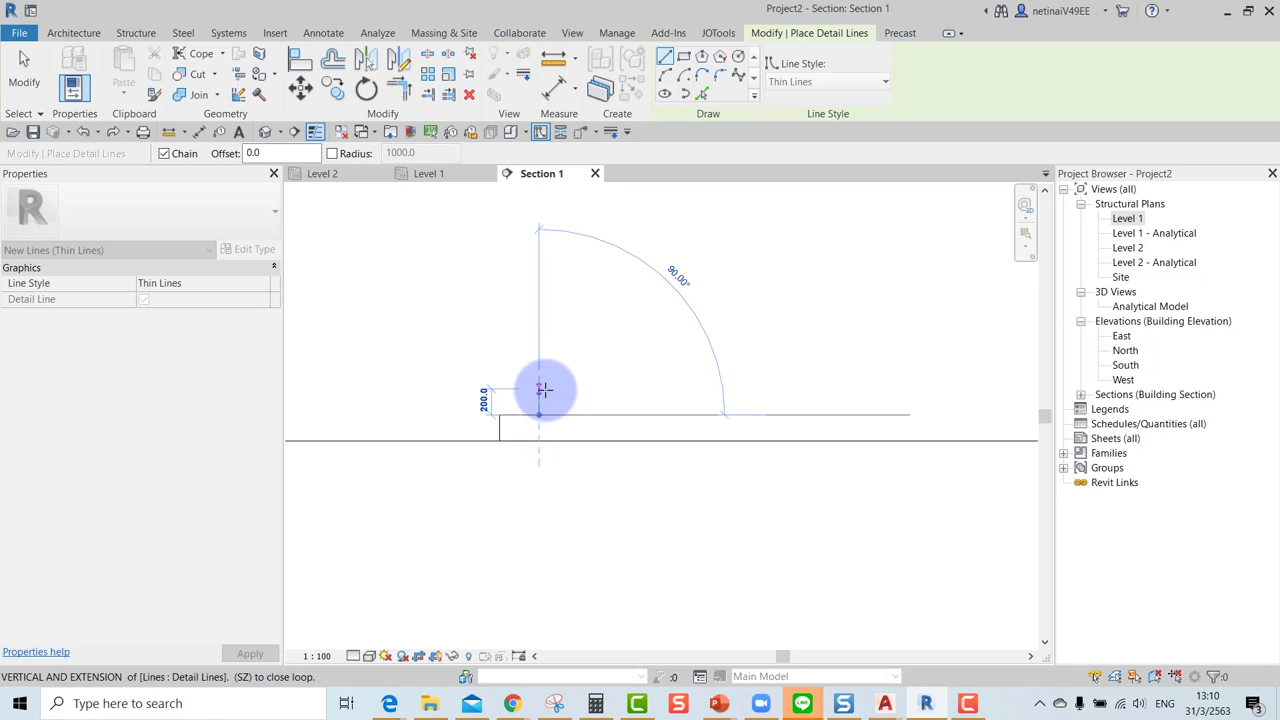 Project2 - Section: Section 1
netinaiV49EE
File
Architecture
Structure
Steel
Systems
Insert
Annotate
Analyze
Massing & Site
Collaborate
View
Manage
Add-Ins
JOTools
Modify | Place Detail Lines
Precast
Modify
Paste
Cope
Cut
Join
Line Style:
Thin Lines
Select
Properties
Clipboard
Geometry
Modify
View
Measure
Create
Draw
Line Style
Modify | Place Detail Lines
Chain
Offset:
0.0
Radius:
1000.0
Properties
Level 2
Level 1
Section 1
Project Browser - Project2
R
New Lines (Thin Lines)
Edit Type
Graphics
Line Style
Thin Lines
Detail Line
Properties help
Apply
90.00°
200.0
2D
Views (all)
Structural Plans
Level 1
Level 1 - Analytical
Level 2
Level 2 - Analytical
Site
3D Views
Analytical Model
Elevations (Building Elevation)
East
North
South
West
Sections (Building Section)
Legends
Schedules/Quantities (all)
Sheets (all)
Families
Groups
Revit Links
1 : 100
VERTICAL AND EXTENSION of [Lines : Detail Lines]. (SZ) to close loop.
:0
Main Model
:0
Type here to search
ENG
13:10
31/3/2563
3